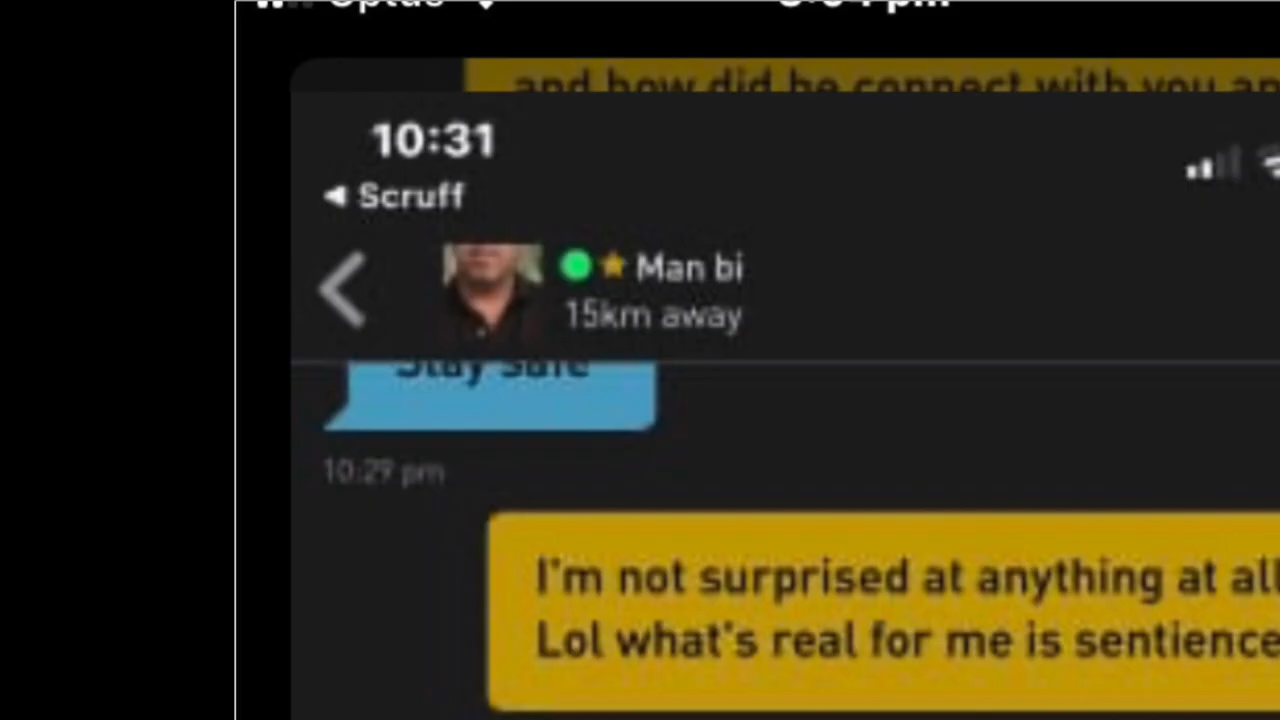 Optus
and how did he connect with you an
10:31
◀ Scruff
Man bi
15km away
Stay safe
10:29 pm
I'm not surprised at anything at all
Lol what's real for me is sentience